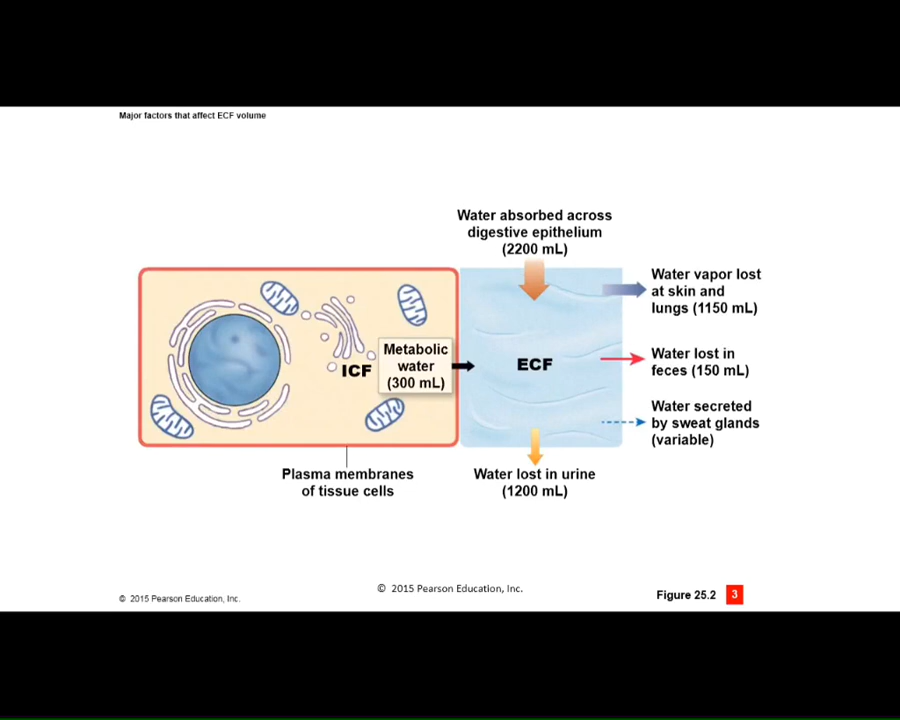 Major factors that affect ECF volume
Water absorbed across
digestive epithelium
(2200 mL)
Water vapor lost
at skin and
lungs (1150 mL)
Metabolic
water
(300 mL)
ICF
ECF
Water lost in
feces (150 mL)
Water secreted
by sweat glands
(variable)
Plasma membranes
of tissue cells
Water lost in urine
(1200 mL)
© 2015 Pearson Education, Inc.
© 2015 Pearson Education, Inc.
Figure 25.2 3